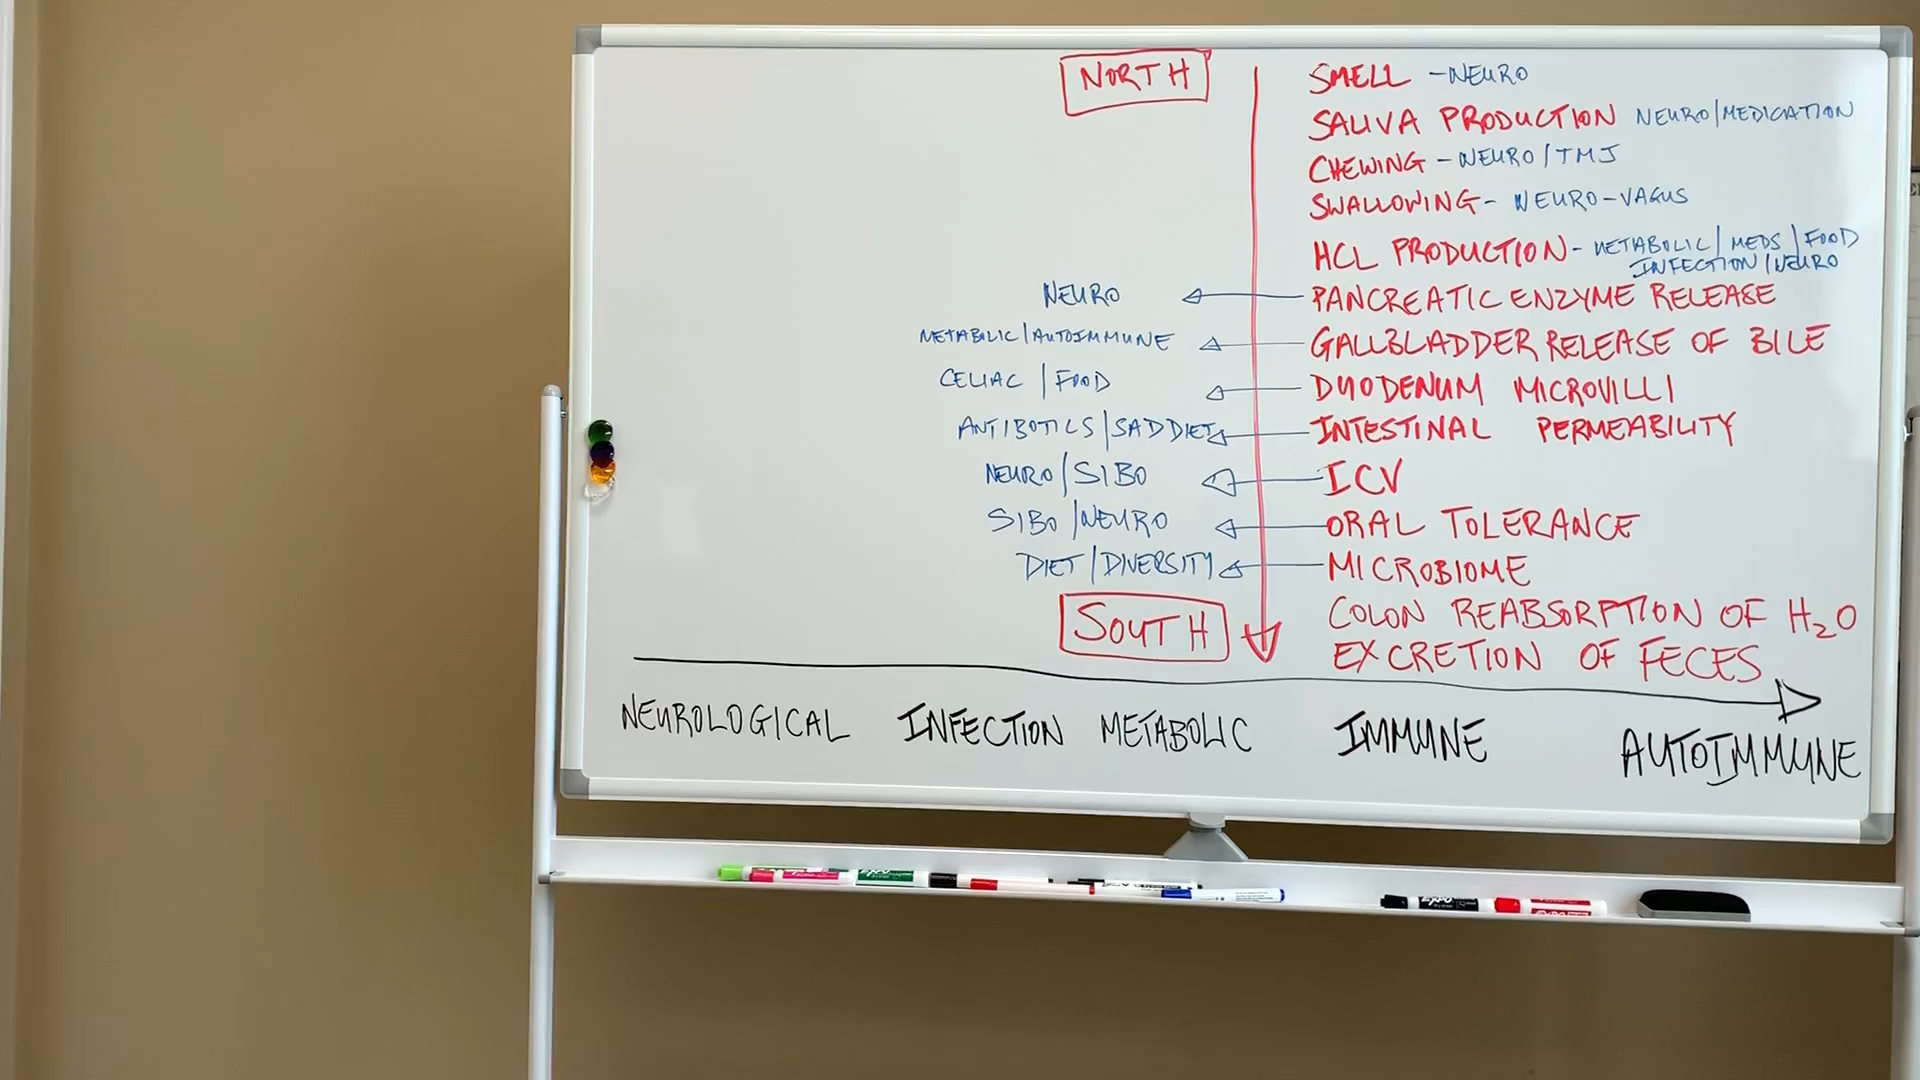 NORTH
SMELL - NEURO
SALIVA PRODUCTION NEURO/MEDICATION
CHEWING - NEURO/TMJ
SWALLOWING - NEURO-VAGUS
HCL PRODUCTION - METABOLIC/MEDS/FOOD
INFECTION/NEURO
NEURO PANCREATIC ENZYME RELEASE
METABOLIC/AUTOIMMUNE GALLBLADDER RELEASE OF BILE
CELIAC/FOOD DUODENUM MICROVILLI
ANTIBOTICS/SAD DIET INTESTINAL PERMEABILITY
NEURO/SIBO ICV
SIBO/NEURO ORAL TOLERANCE
DIET/DIVERSITY MICROBIOME
SOUTH COLON REABSORPTION OF H₂O
EXCRETION OF FECES
NEUROLOGICAL INFECTION METABOLIC IMMUNE AUTOIMMUNE
EXPO